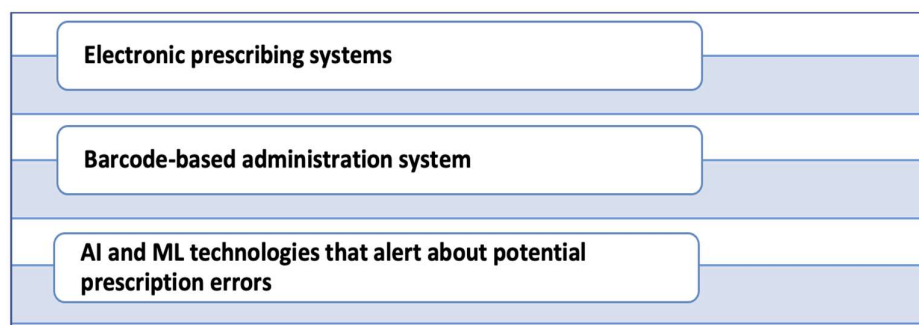 Electronic prescribing systems
Barcode-based administration system
AI and ML technologies that alert about potential
prescription errors